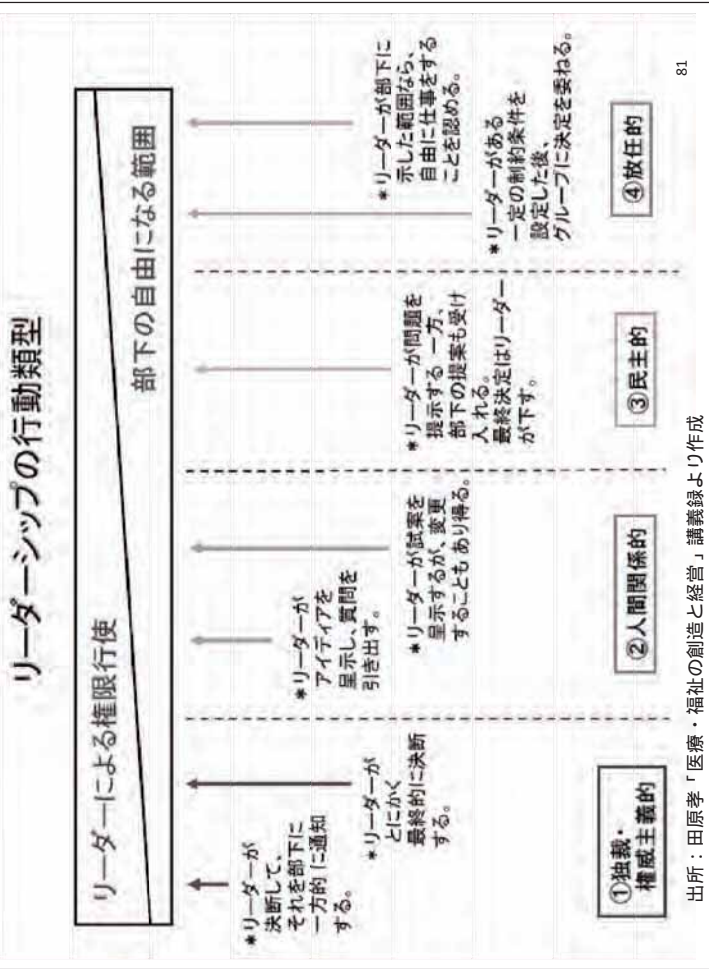 リーダーシップの行動類型
リーダーによる権限行使
部下の自由になる範囲
*リーダーが
決断して、
それを部下に
一方的に通知
する。
*リーダーが
とにかく
最終的に決断
する。
*リーダーが
アイディアを
呈示し、質問を
引き出す。
*リーダーが試案を
呈示するが、変更
することもあり得る。
*リーダーが問題を
提示する一方、
部下の提案も受け
入れる。
最終決定はリーダー
が下す。
*リーダーがある
一定の制約条件を
設定した後、
グループに決定を委ねる。
*リーダーが部下に
示した範囲なら、
自由に仕事をする
ことを認める。
①独裁・
権威主義的
②人間関係的
③民主的
④放任的
出所：田原孝「医療・福祉の創造と経営」講義録より作成
81